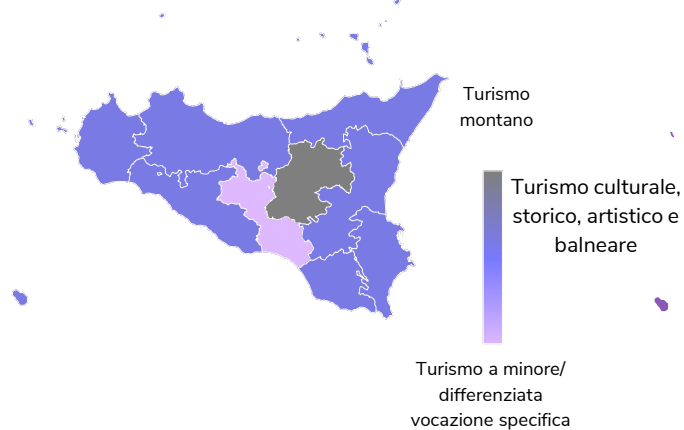 Turismo
montano
Turismo culturale,
storico, artistico e
balneare
Turismo a minore/
differenziata
vocazione specifica